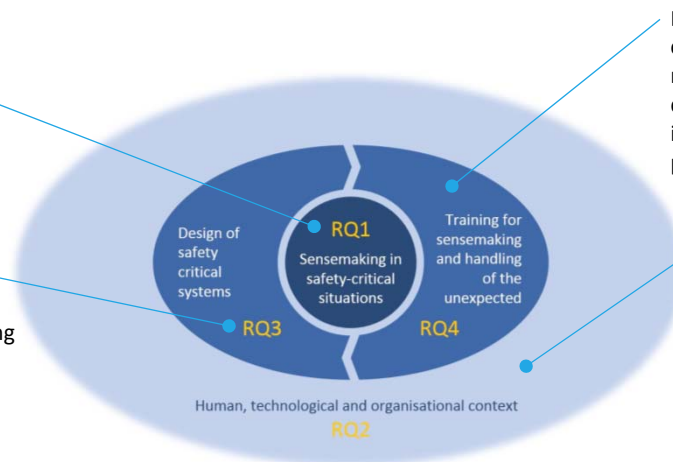 RQ1
Sensemaking in
safety-critical
situations
Design of
safety
critical
systems
RQ3
Training for
sensemaking
and handling
of the
unexpected
RQ4
Human, technological and organisational context
RQ2